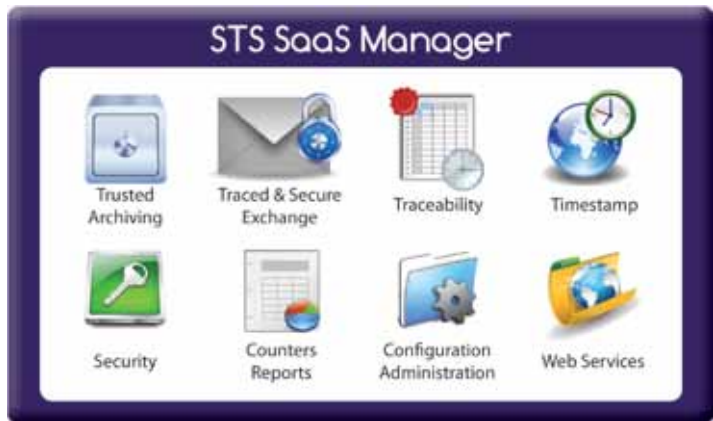 STS SaaS Manager
Trusted
Archiving
Traced & Secure
Exchange
Traceability
Timestamp
Security
Counters
Reports
Configuration
Administration
Web Services